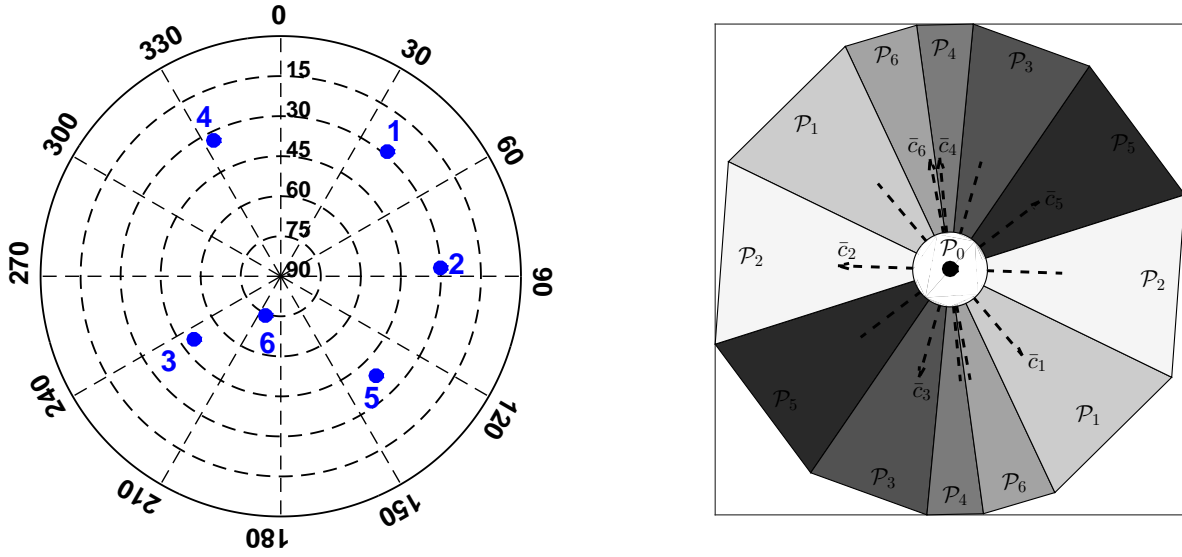 0
330
30
15
300
60
30
4
1
45
60
75
270
90
2
90
3
6
5
240
120
210
150
180
P₆
P₄
P₃
P₁
P₅
c̄₆
c̄₄
c̄₅
P₂
c̄₂
P₀
P₂
c̄₁
c̄₃
P₅
P₁
P₃
P₄
P₆